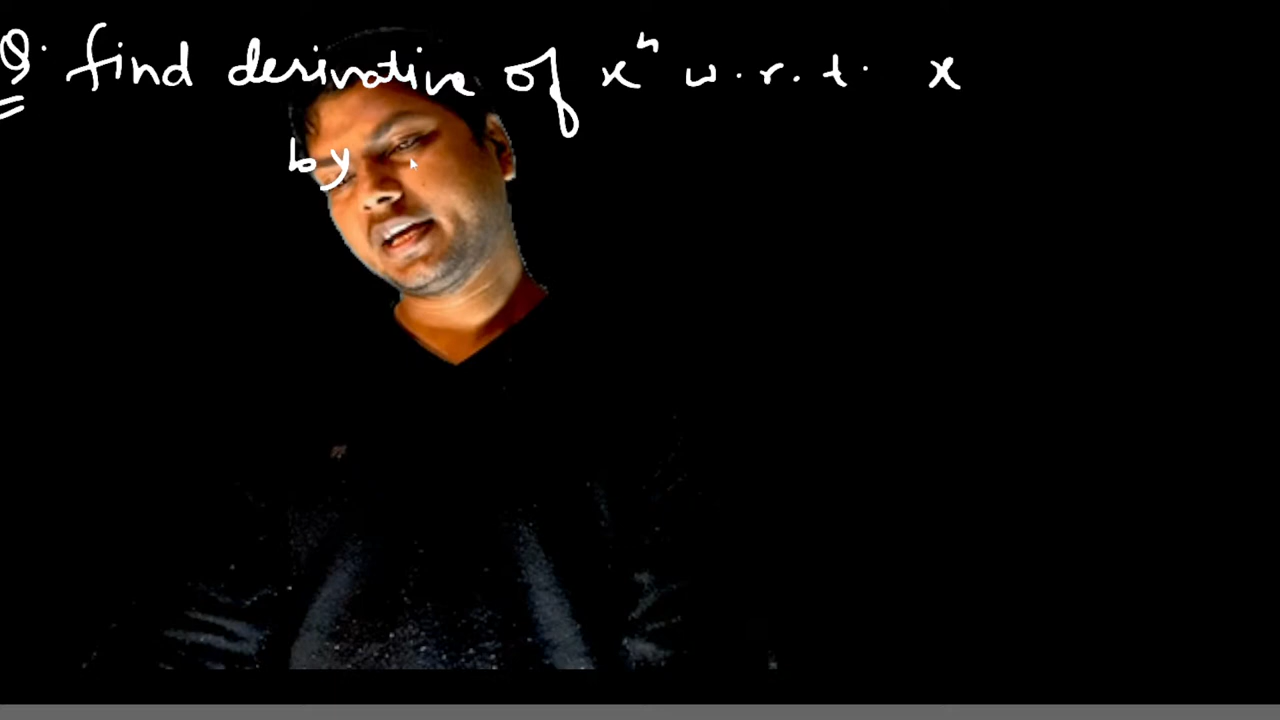 Q. find derivative of xⁿ w.r.t. x
by